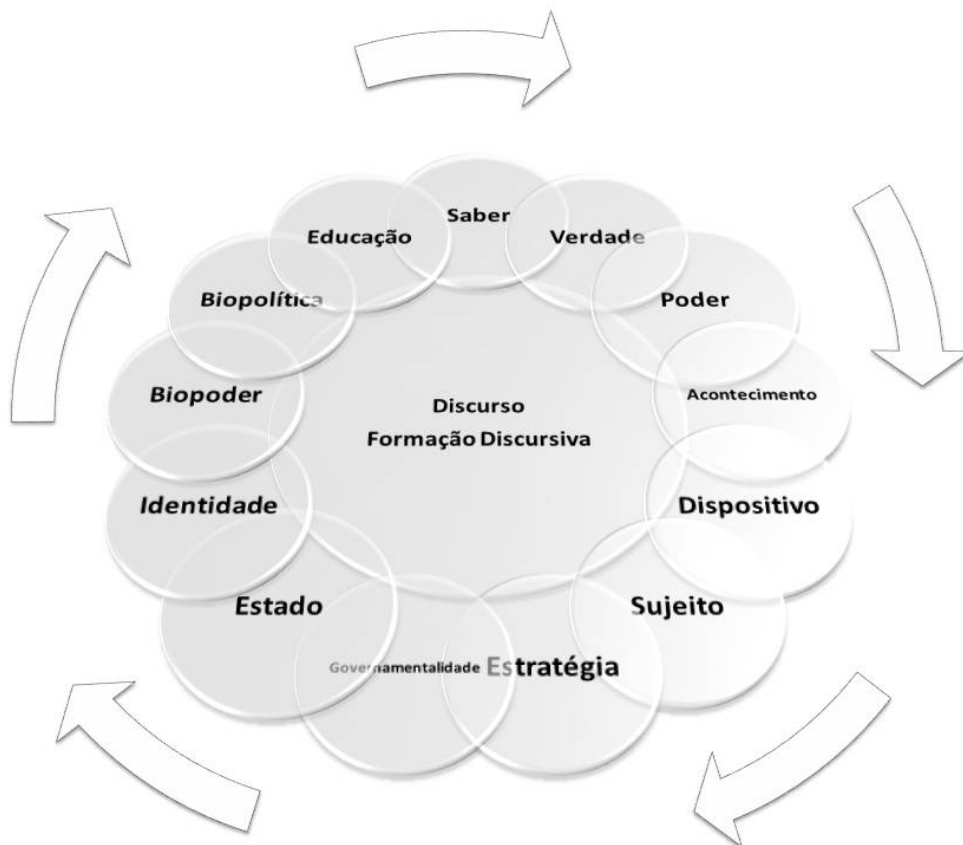 Saber
Educação
Verdade
Biopolítica
Poder
Biopoder
Acontecimento
Discurso
Formação Discursiva
Identidade
Dispositivo
Estado
Sujeito
Governamentalidade
Estratégia